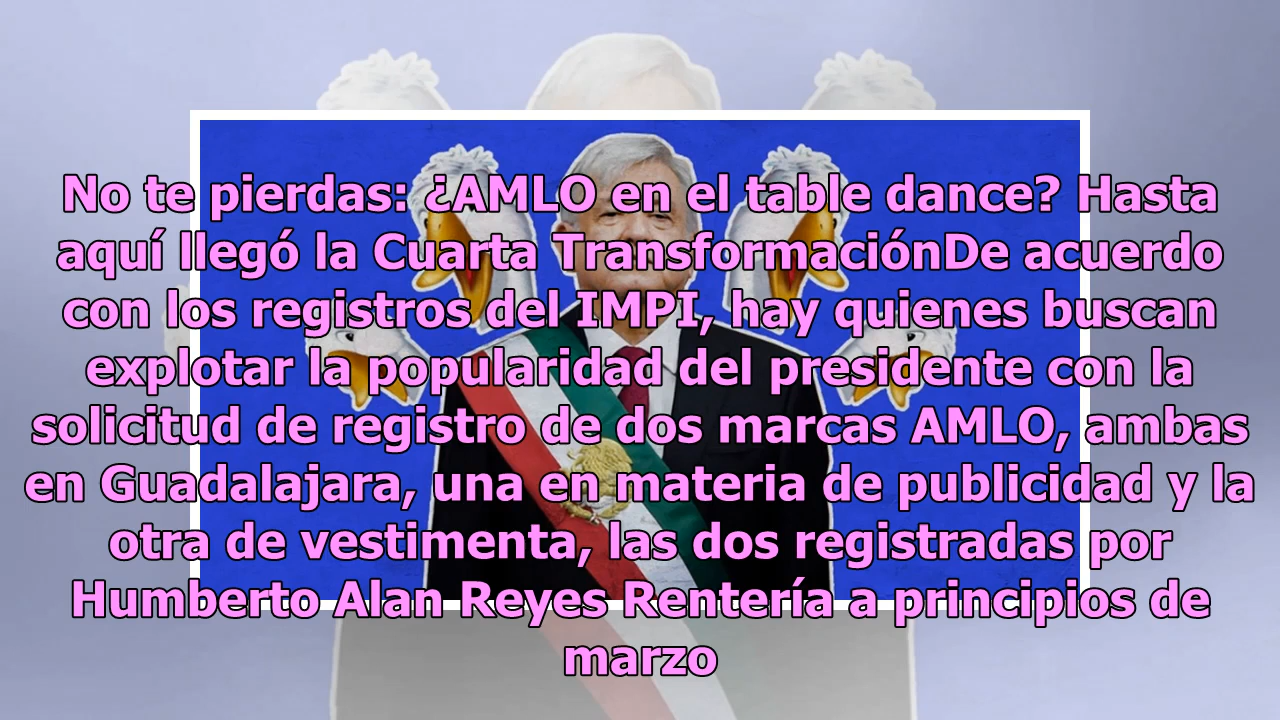 No te pierdas: ¿AMLO en el table dance? Hasta
aquí llegó la Cuarta TransformaciónDe acuerdo
con los registros del IMPI, hay quienes buscan
explotar la popularidad del presidente con la
solicitud de registro de dos marcas AMLO, ambas
en Guadalajara, una en materia de publicidad y la
otra de vestimenta, las dos registradas por
Humberto Alan Reyes Rentería a principios de
marzo